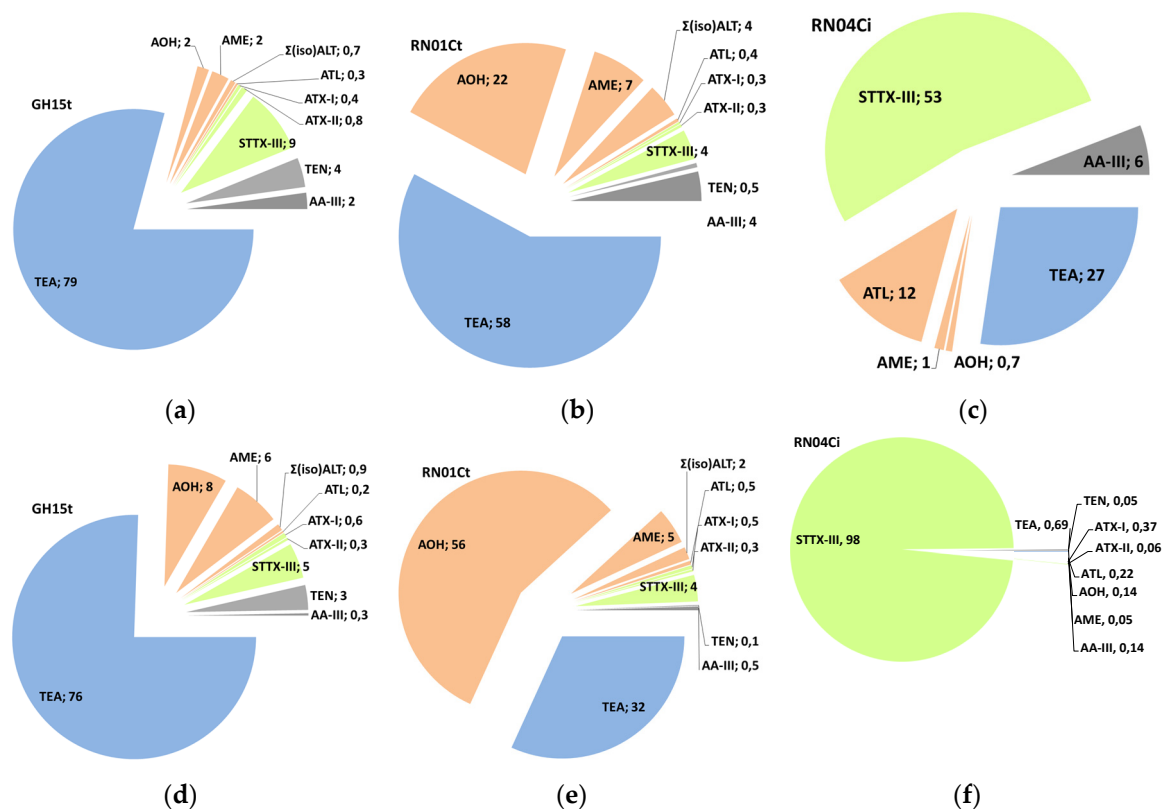 GH15t
AOH; 2
AME; 2
Σ(iso)ALT; 0,7
ATL; 0,3
ATX-I; 0,4
ATX-II; 0,8
STTX-III; 9
TEN; 4
AA-III; 2
TEA; 79
(a)
RN01Ct
AOH; 22
AME; 7
Σ(iso)ALT; 4
ATL; 0,4
ATX-I; 0,3
ATX-II; 0,3
STTX-III; 4
TEN; 0,5
AA-III; 4
TEA; 58
(b)
RN04Ci
STTX-III; 53
AA-III; 6
TEA; 27
ATL; 12
AME; 1
AOH; 0,7
(c)
GH15t
AOH; 8
AME; 6
Σ(iso)ALT; 0,9
ATL; 0,2
ATX-I; 0,6
ATX-II; 0,3
STTX-III; 5
TEN; 3
AA-III; 0,3
TEA; 76
(d)
RN01Ct
AOH; 56
AME; 5
Σ(iso)ALT; 2
ATL; 0,5
ATX-I; 0,5
ATX-II; 0,3
STTX-III; 4
TEN; 0,1
AA-III; 0,5
TEA; 32
(e)
RN04Ci
STTX-III, 98
TEA, 0,69
TEN, 0,05
ATX-I, 0,37
ATX-II, 0,06
ATL, 0,22
AOH, 0,14
AME, 0,05
AA-III, 0,14
(f)